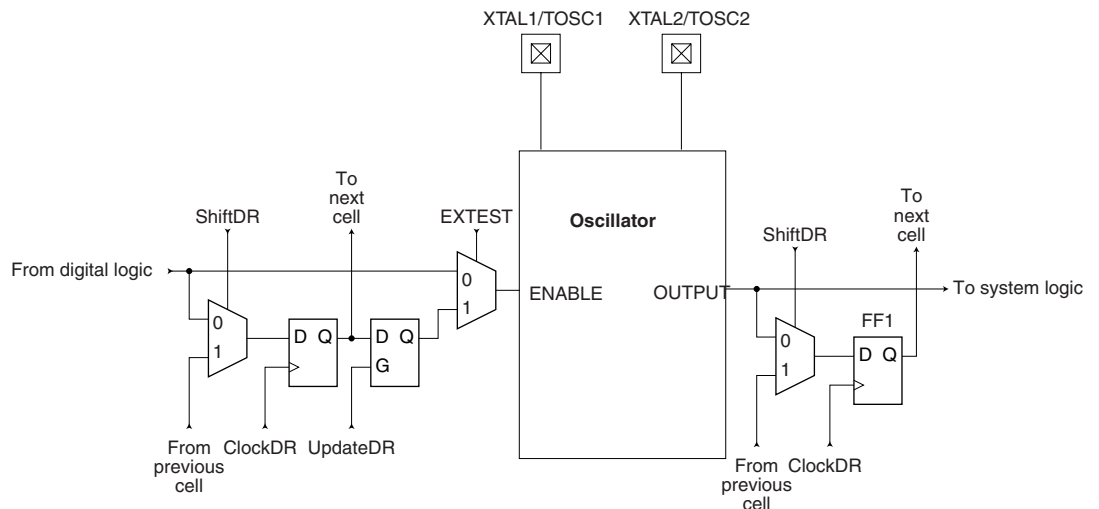 XTAL1/TOSC1
XTAL2/TOSC2
To
next
cell
ShiftDR
EXTEST
From digital logic
0
1
D Q
D Q
G
0
1
From
previous
cell
ClockDR
UpdateDR
Oscillator
ENABLE
OUTPUT
To
next
cell
ShiftDR
To system logic
FF1
0
1
D Q
From
previous
cell
ClockDR